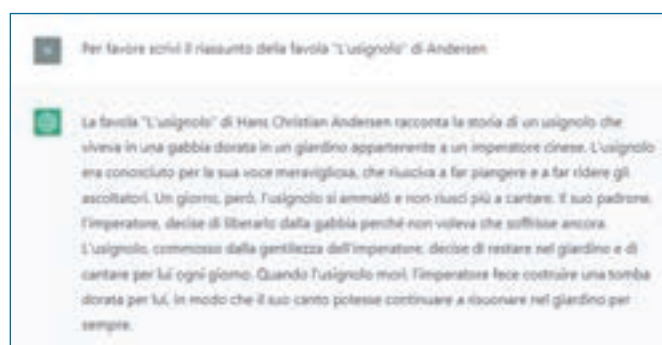 Per favore scrivi il riassunto della favola "L'usignolo" di Andersen
La favola "L'usignolo" di Hans Christian Andersen racconta la storia di un usignolo che
viveva in una gabbia dorata in un giardino appartenente a un imperatore cinese. L'usignolo
era conosciuto per la sua voce meravigliosa, che riusciva a far piangere e a far ridere gli
ascoltatori. Un giorno, però, l'usignolo si ammalò e non riuscì più a cantare. Il suo padrone,
l'imperatore, decise di liberarlo dalla gabbia perché non voleva che soffrisse ancora.
L'usignolo, commosso dalla gentilezza dell'imperatore, decise di restare nel giardino e di
cantare per lui ogni giorno. Quando l'usignolo morì, l'imperatore fece costruire una tomba
dorata per lui, in modo che il suo canto potesse continuare a risuonare nel giardino per
sempre.